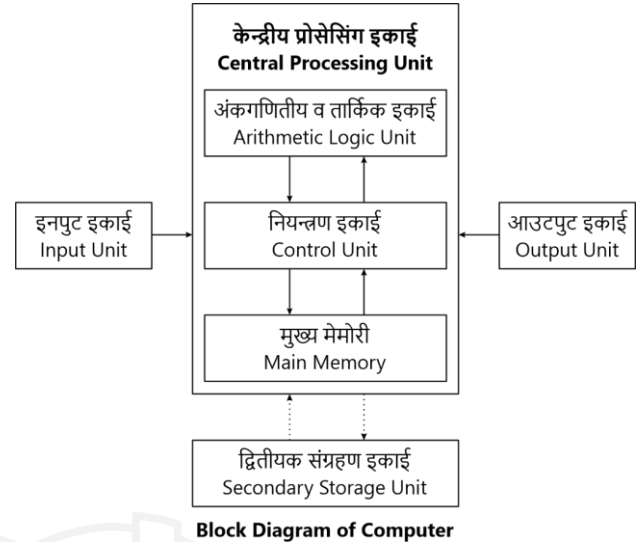 केन्द्रीय प्रोसेसिंग इकाई
Central Processing Unit
अंकगणितीय व तार्किक इकाई
Arithmetic Logic Unit
इनपुट इकाई
Input Unit
नियन्त्रण इकाई
Control Unit
आउटपुट इकाई
Output Unit
मुख्य मेमोरी
Main Memory
द्वितीयक संग्रहण इकाई
Secondary Storage Unit
Block Diagram of Computer